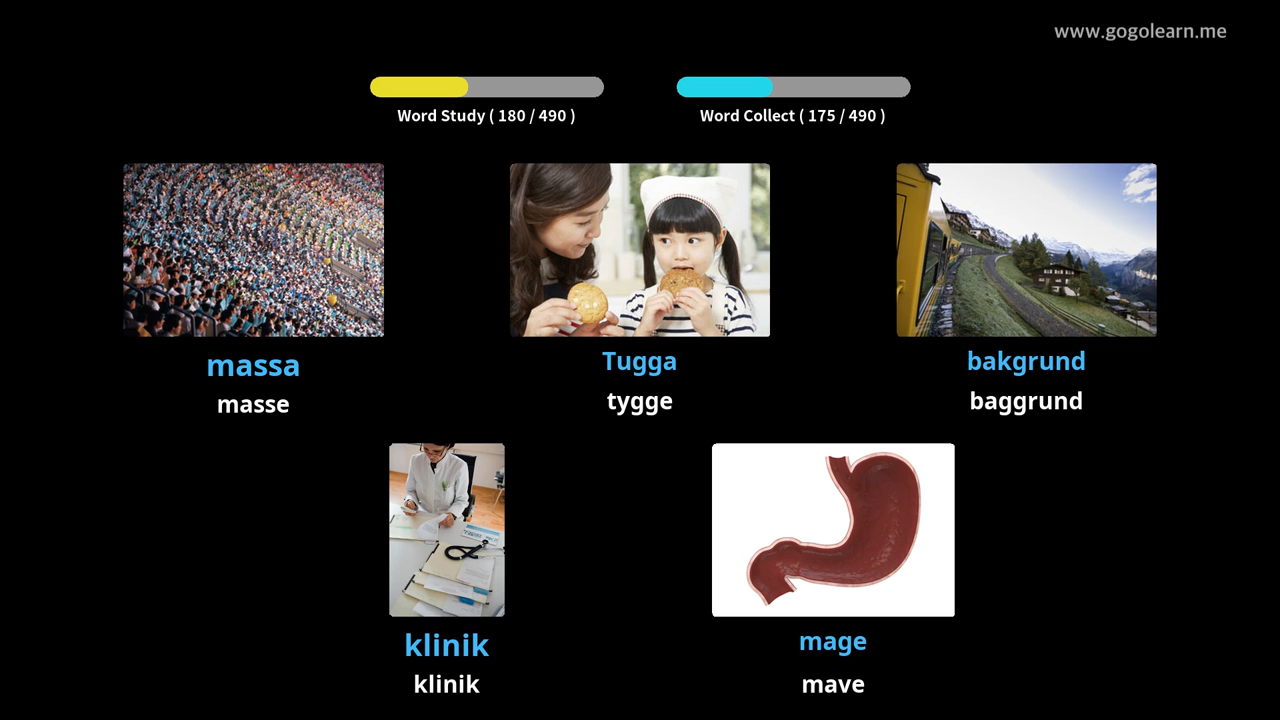 www.gogolearn.me
Word Study ( 180 / 490 )
Word Collect ( 175 / 490 )
massa
masse
Tugga
tygge
bakgrund
baggrund
klinik
klinik
mage
mave